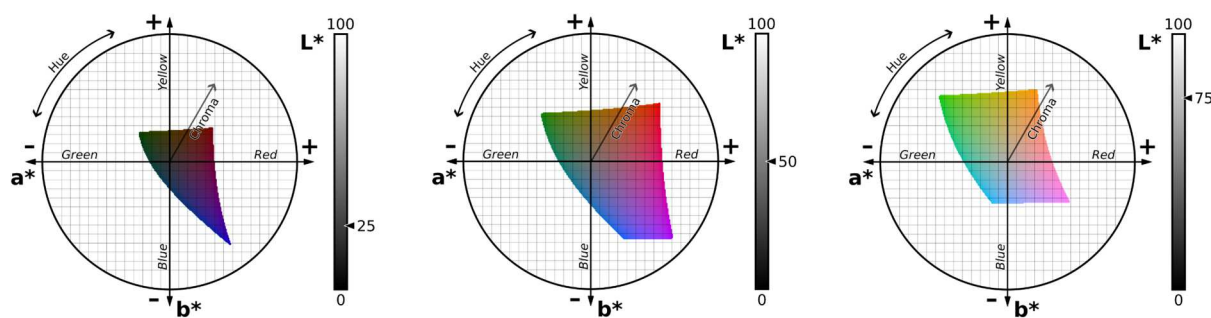 +
100
L*
Hue
Yellow
Chroma
-
Green
Red
+
a*
25
Blue
0
-
b*
+
100
L*
Hue
Yellow
Chroma
-
Green
Red
+
a*
50
Blue
0
-
b*
+
100
L*
Hue
Yellow
75
Chroma
-
Green
Red
+
a*
Blue
0
-
b*